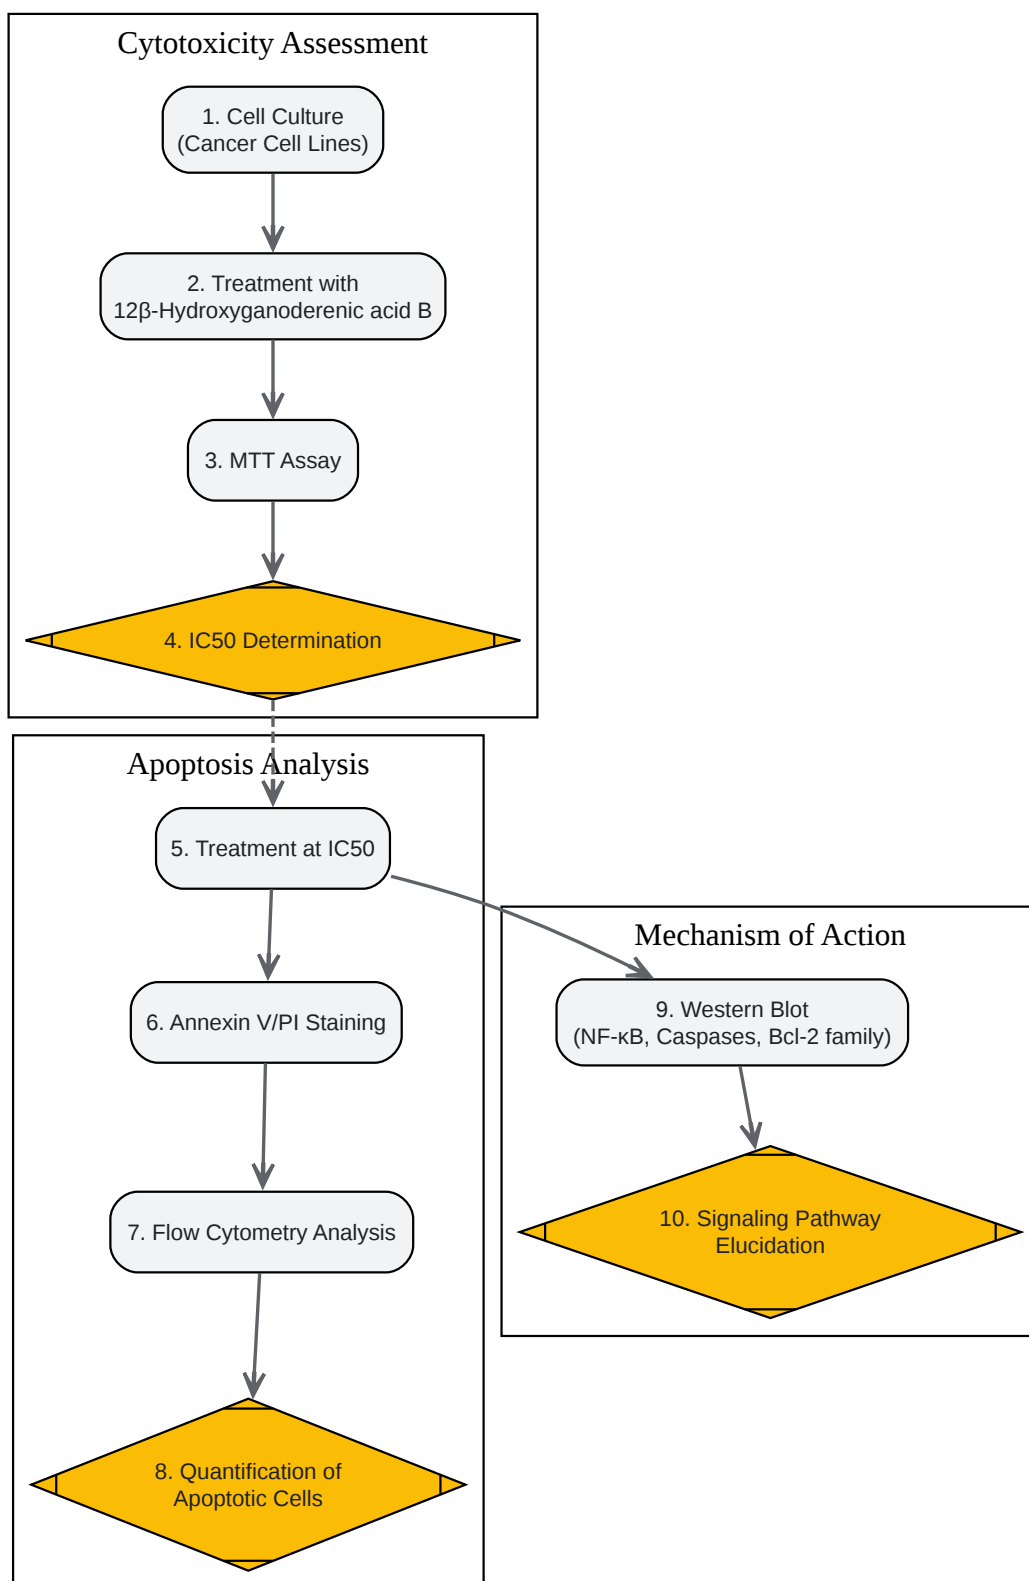 Cytotoxicity Assessment
1. Cell Culture
(Cancer Cell Lines)
2. Treatment with
12β-Hydroxyganoderenic acid B
3. MTT Assay
4. IC50 Determination
Apoptosis Analysis
5. Treatment at IC50
6. Annexin V/PI Staining
7. Flow Cytometry Analysis
8. Quantification of
Apoptotic Cells
Mechanism of Action
9. Western Blot
(NF-κB, Caspases, Bcl-2 family)
10. Signaling Pathway
Elucidation